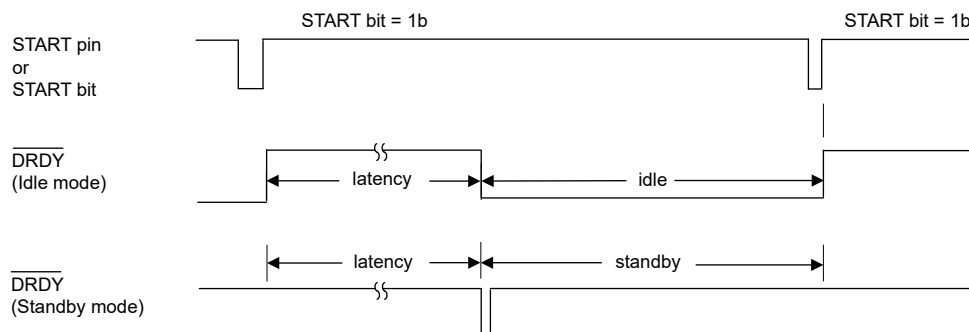 START bit = 1b
START bit = 1b
START pin
or
START bit
DRDY
(Idle mode)
latency
idle
latency
standby
DRDY
(Standby mode)